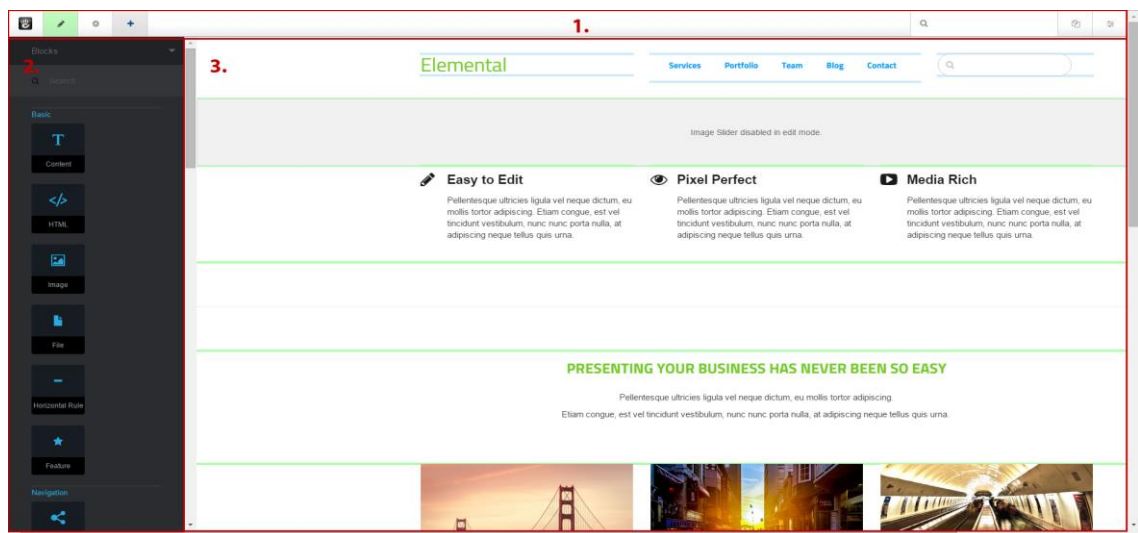 1.
Blocks
2.
Search
3.
Elemental
Services Portfolio Team Blog Contact
Basic
Content
HTML
Image
File
Horizontal Rule
Feature
Navigation
Image Slider disabled in edit mode.
Easy to Edit
Pellentesque ultricies ligula vel neque dictum, eu
mollis tortor adipiscing. Etiam congue, est vel
tincidunt vestibulum, nunc nunc porta nulla, at
adipiscing neque tellus quis urna.
Pixel Perfect
Pellentesque ultricies ligula vel neque dictum, eu
mollis tortor adipiscing. Etiam congue, est vel
tincidunt vestibulum, nunc nunc porta nulla, at
adipiscing neque tellus quis urna.
Media Rich
Pellentesque ultricies ligula vel neque dictum, eu
mollis tortor adipiscing. Etiam congue, est vel
tincidunt vestibulum, nunc nunc porta nulla, at
adipiscing neque tellus quis urna.
PRESENTING YOUR BUSINESS HAS NEVER BEEN SO EASY
Pellentesque ultricies ligula vel neque dictum, eu mollis tortor adipiscing.
Etiam congue, est vel tincidunt vestibulum, nunc nunc porta nulla, at adipiscing neque tellus quis urna.